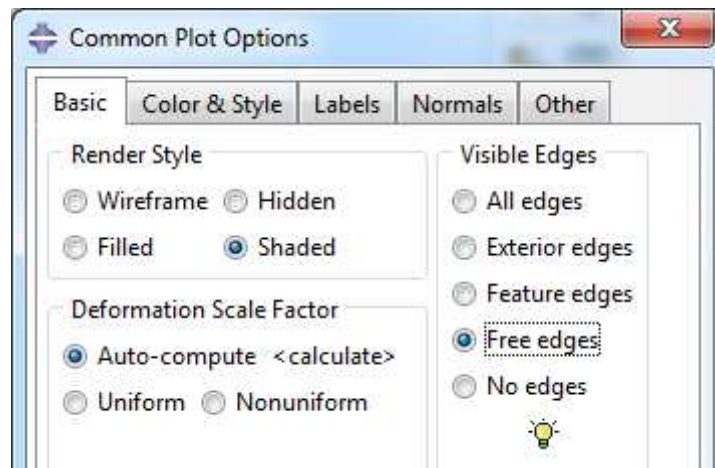 Common Plot Options
Basic Color & Style Labels Normals Other
Render Style
Wireframe Hidden
Filled Shaded
Deformation Scale Factor
Auto-compute <calculate>
Uniform Nonuniform
Visible Edges
All edges
Exterior edges
Feature edges
Free edges
No edges